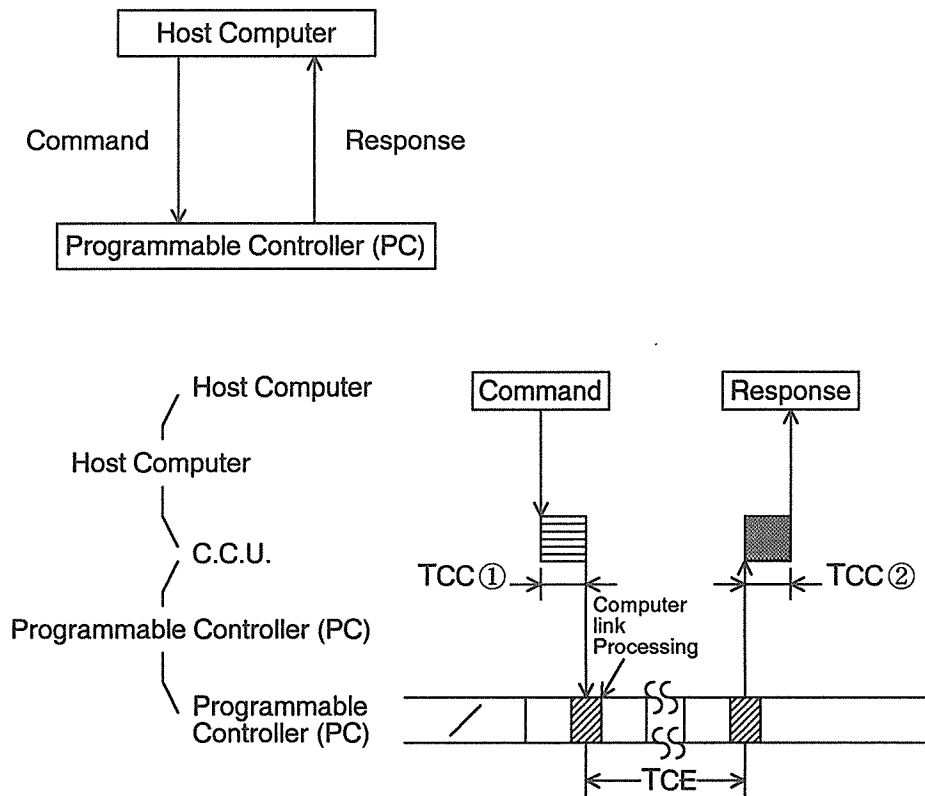 Host Computer
Command
Response
Programmable Controller (PC)
Host Computer
Command
Response
Host Computer
C.C.U.
TCC①
TCC②
Computer
link
Processing
Programmable Controller (PC)
Programmable
Controller (PC)
TCE